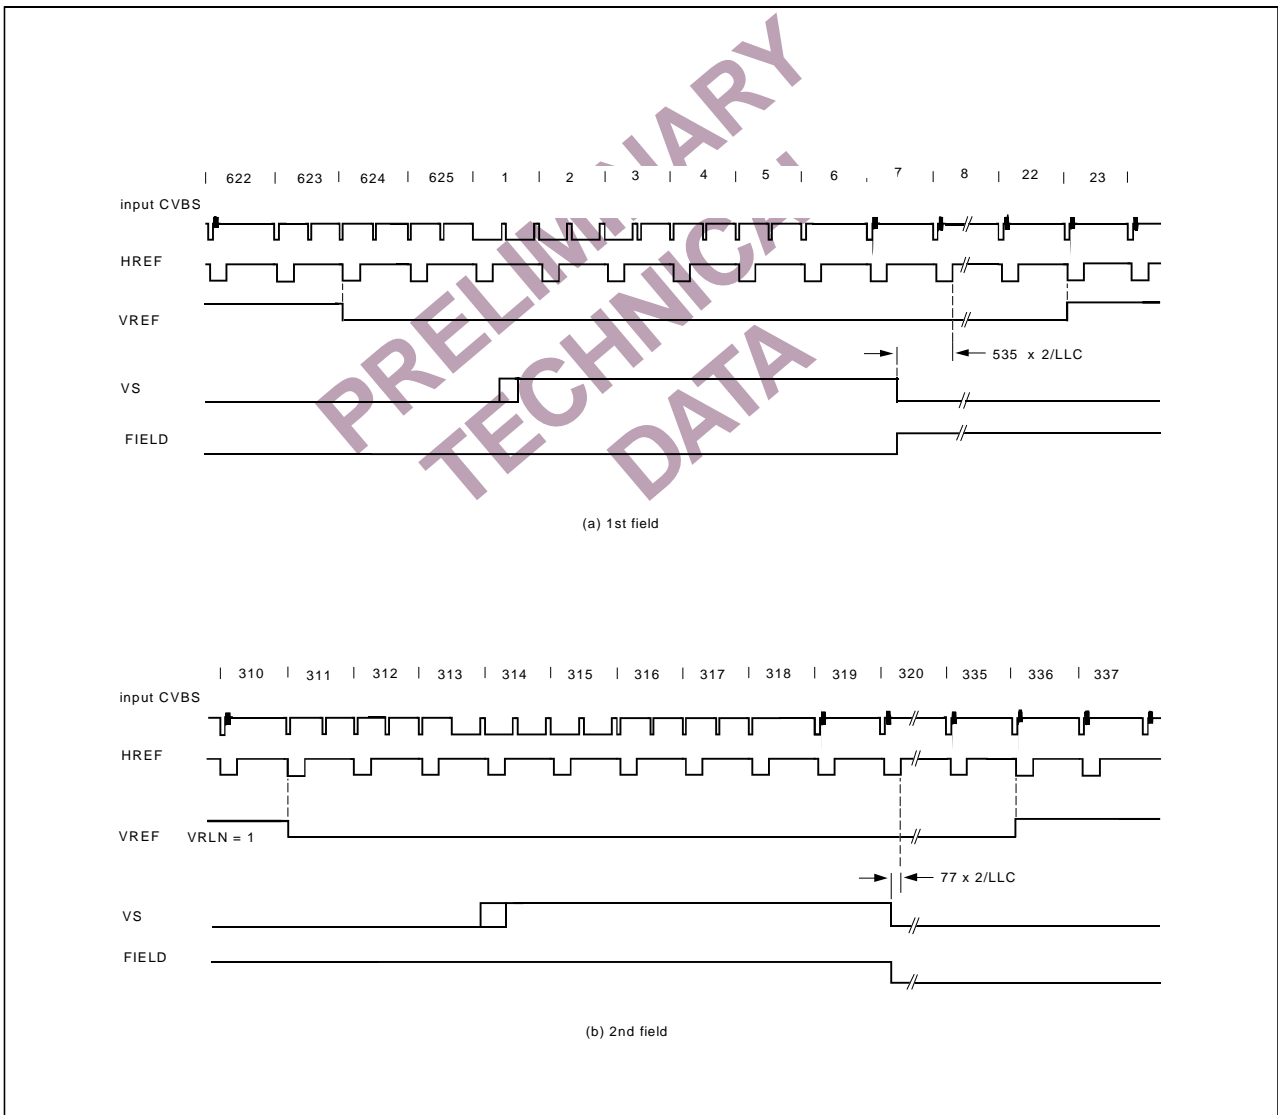 PRELIMINARY
TECHNICAL
DATA
622 623 624 625 1 2 3 4 5 6 7 8 22 23
input CVBS
HREF
VREF
535 x 2/LLC
VS
FIELD
(a) 1st field
310 311 312 313 314 315 316 317 318 319 320 335 336 337
input CVBS
HREF
VREF VRLN = 1
77 x 2/LLC
VS
FIELD
(b) 2nd field